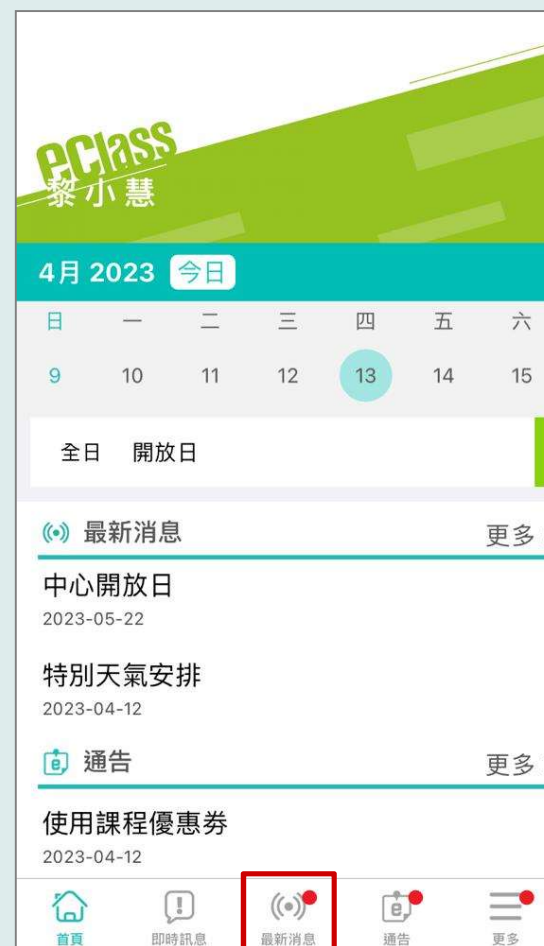 eClass
黎小慧
4月 2023 今日
日 一 二 三 四 五 六
9 10 11 12 13 14 15
全日 開放日
最新消息 更多
中心開放日
2023-05-22
特別天氣安排
2023-04-12
e 通告 更多
使用課程優惠券
2023-04-12
首頁 即時訊息 最新消息 e 通告 更多